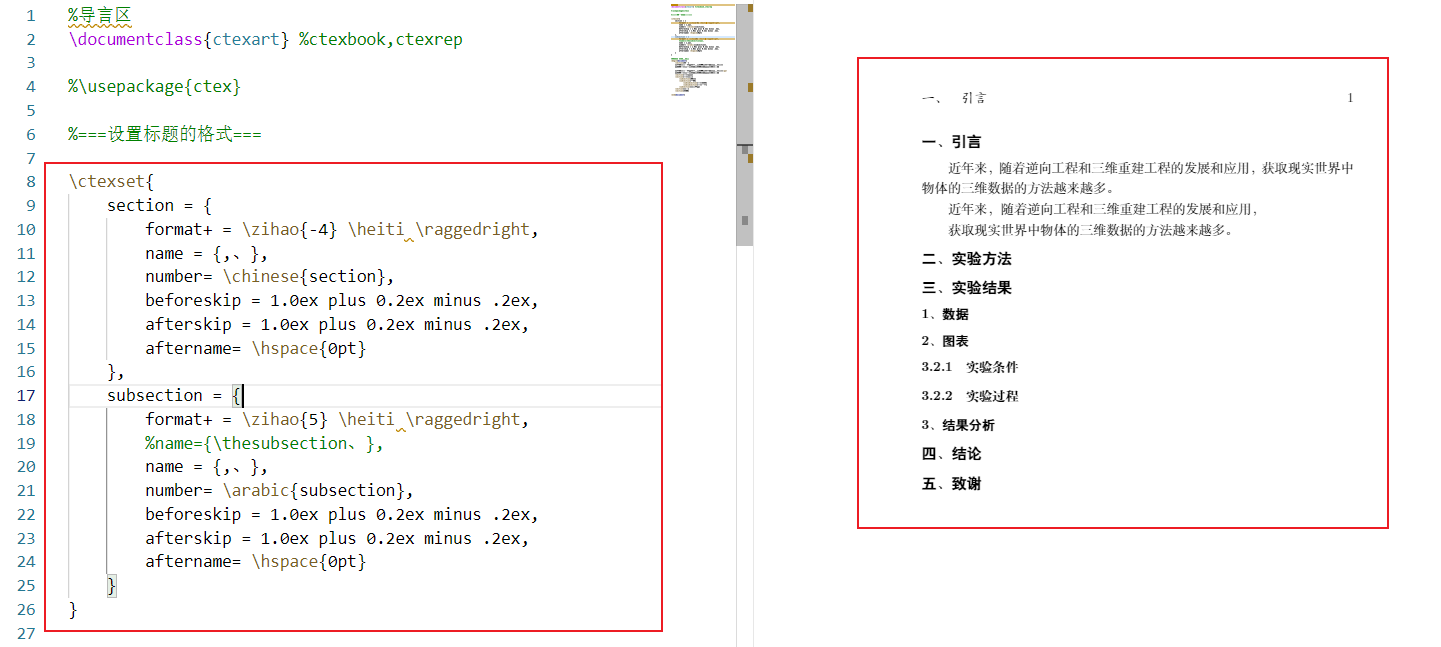 1 %导言区
2 \documentclass{ctexart} %ctexbook,ctexrep
3
4 %\usepackage{ctex}
5
6 %===设置标题的格式===
7
8 \ctexset{
9 section = {
10 format+ = \zihao{-4} \heiti \raggedright,
11 name = {,、},
12 number= \chinese{section},
13 beforeskip = 1.0ex plus 0.2ex minus .2ex,
14 afterskip = 1.0ex plus 0.2ex minus .2ex,
15 aftername= \hspace{0pt}
16 },
17 subsection = {
18 format+ = \zihao{5} \heiti \raggedright,
19 %name={\thesubsection、},
20 name = {,、},
21 number= \arabic{subsection},
22 beforeskip = 1.0ex plus 0.2ex minus .2ex,
23 afterskip = 1.0ex plus 0.2ex minus .2ex,
24 aftername= \hspace{0pt}
25 }
26 }
27
一、 引言 1
一、引言
近年来，随着逆向工程和三维重建工程的发展和应用，获取现实世界中
物体的三维数据的方法越来越多。
近年来，随着逆向工程和三维重建工程的发展和应用，
获取现实世界中物体的三维数据的方法越来越多。
二、实验方法
三、实验结果
1、数据
2、图表
3.2.1 实验条件
3.2.2 实验过程
3、结果分析
四、结论
五、致谢